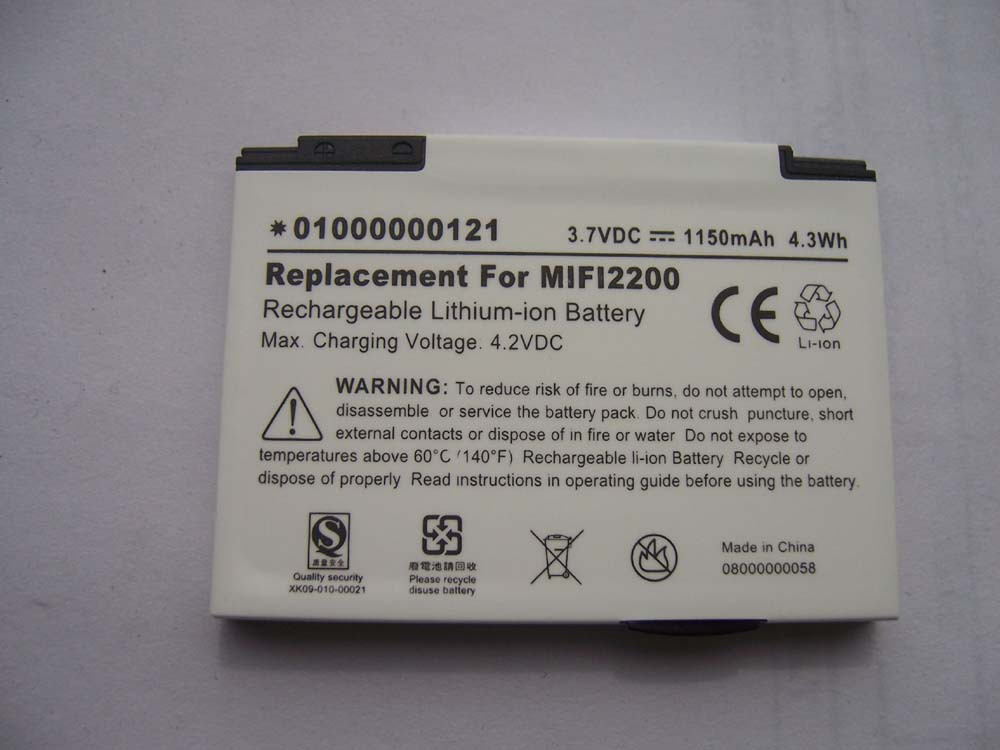 ✷01000000121 3.7VDC ⎓ 1150mAh 4.3Wh
Replacement For MIFI2200
Rechargeable Lithium-ion Battery
Max. Charging Voltage. 4.2VDC
CE
Li-ion
WARNING: To reduce risk of fire or burns, do not attempt to open,
disassemble or service the battery pack. Do not crush puncture, short
external contacts or dispose of in fire or water Do not expose to
temperatures above 60°C /140°F) Rechargeable li-ion Battery Recycle or
dispose of properly Read instructions in operating guide before using the battery.
质量安全
Quality security
XK09-010-00021
廢電池請回收
Please recycle
disuse battery
Made in China
08000000058